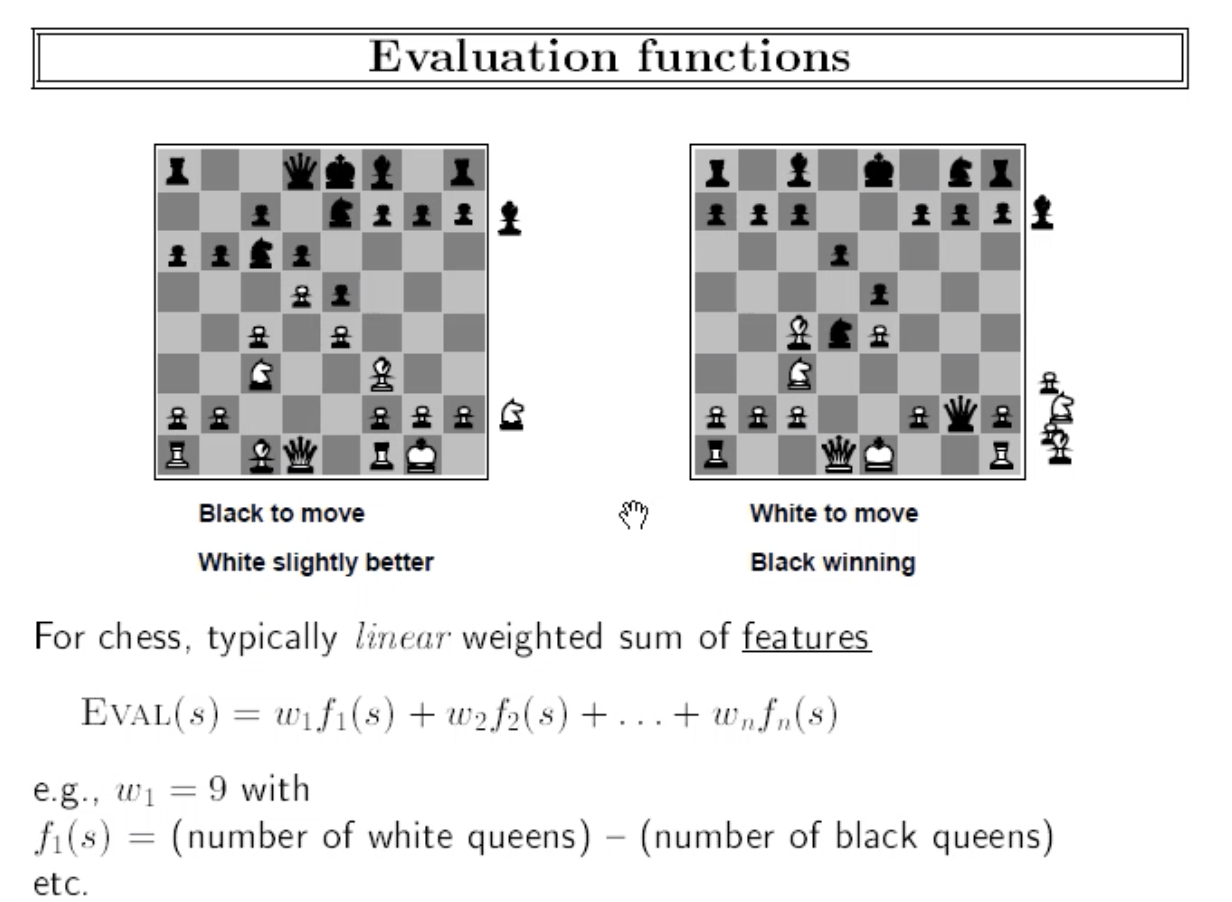 Evaluation functions
Black to move
White slightly better
White to move
Black winning
For chess, typically linear weighted sum of features
EVAL(s) = w₁f₁(s) + w₂f₂(s) + . . . + wₙfₙ(s)
e.g., w₁ = 9 with
f₁(s) = (number of white queens) – (number of black queens)
etc.